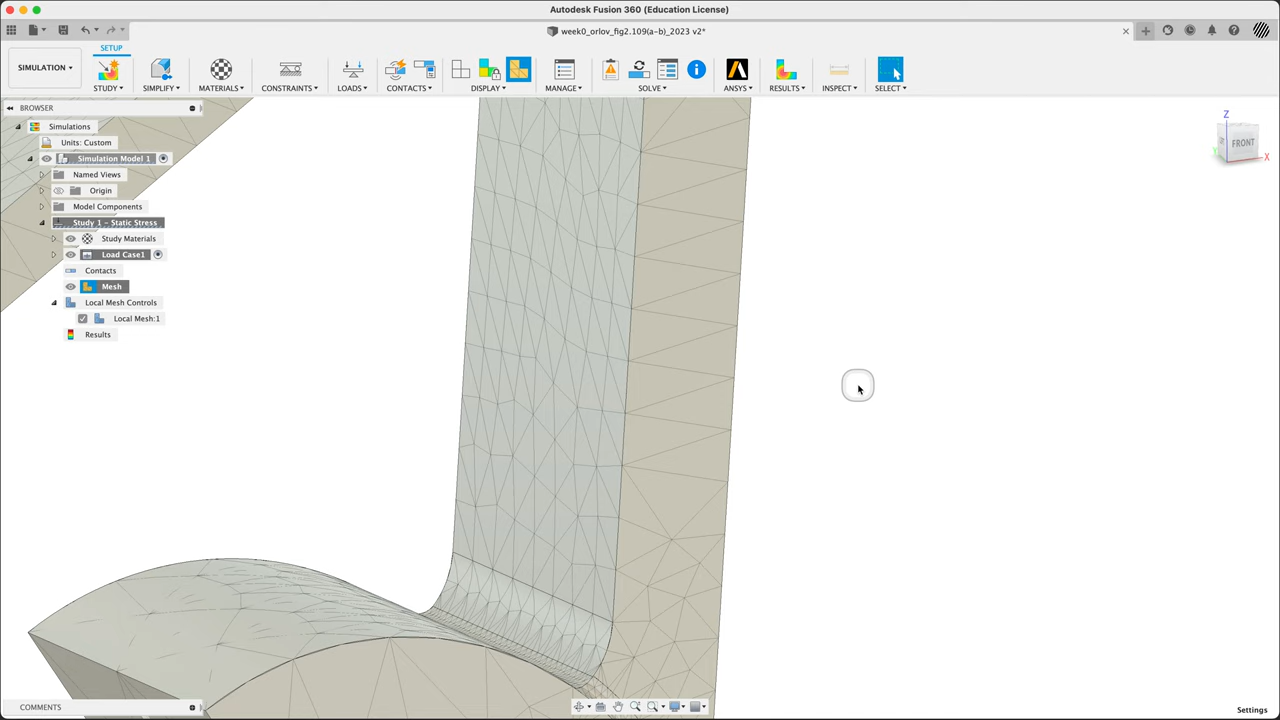 Autodesk Fusion 360 (Education License)
week0_orlov_fig2.109(a-b)_2023 v2*
SETUP
SIMULATION
STUDY
SIMPLIFY
MATERIALS
CONSTRAINTS
LOADS
CONTACTS
DISPLAY
MANAGE
SOLVE
ANSYS
RESULTS
INSPECT
SELECT
BROWSER
Simulations
Units: Custom
Simulation Model 1
Named Views
Origin
Model Components
Study 1 - Static Stress
Study Materials
Load Case1
Contacts
Mesh
Local Mesh Controls
Local Mesh:1
Results
Z
FRONT
X
COMMENTS
Settings